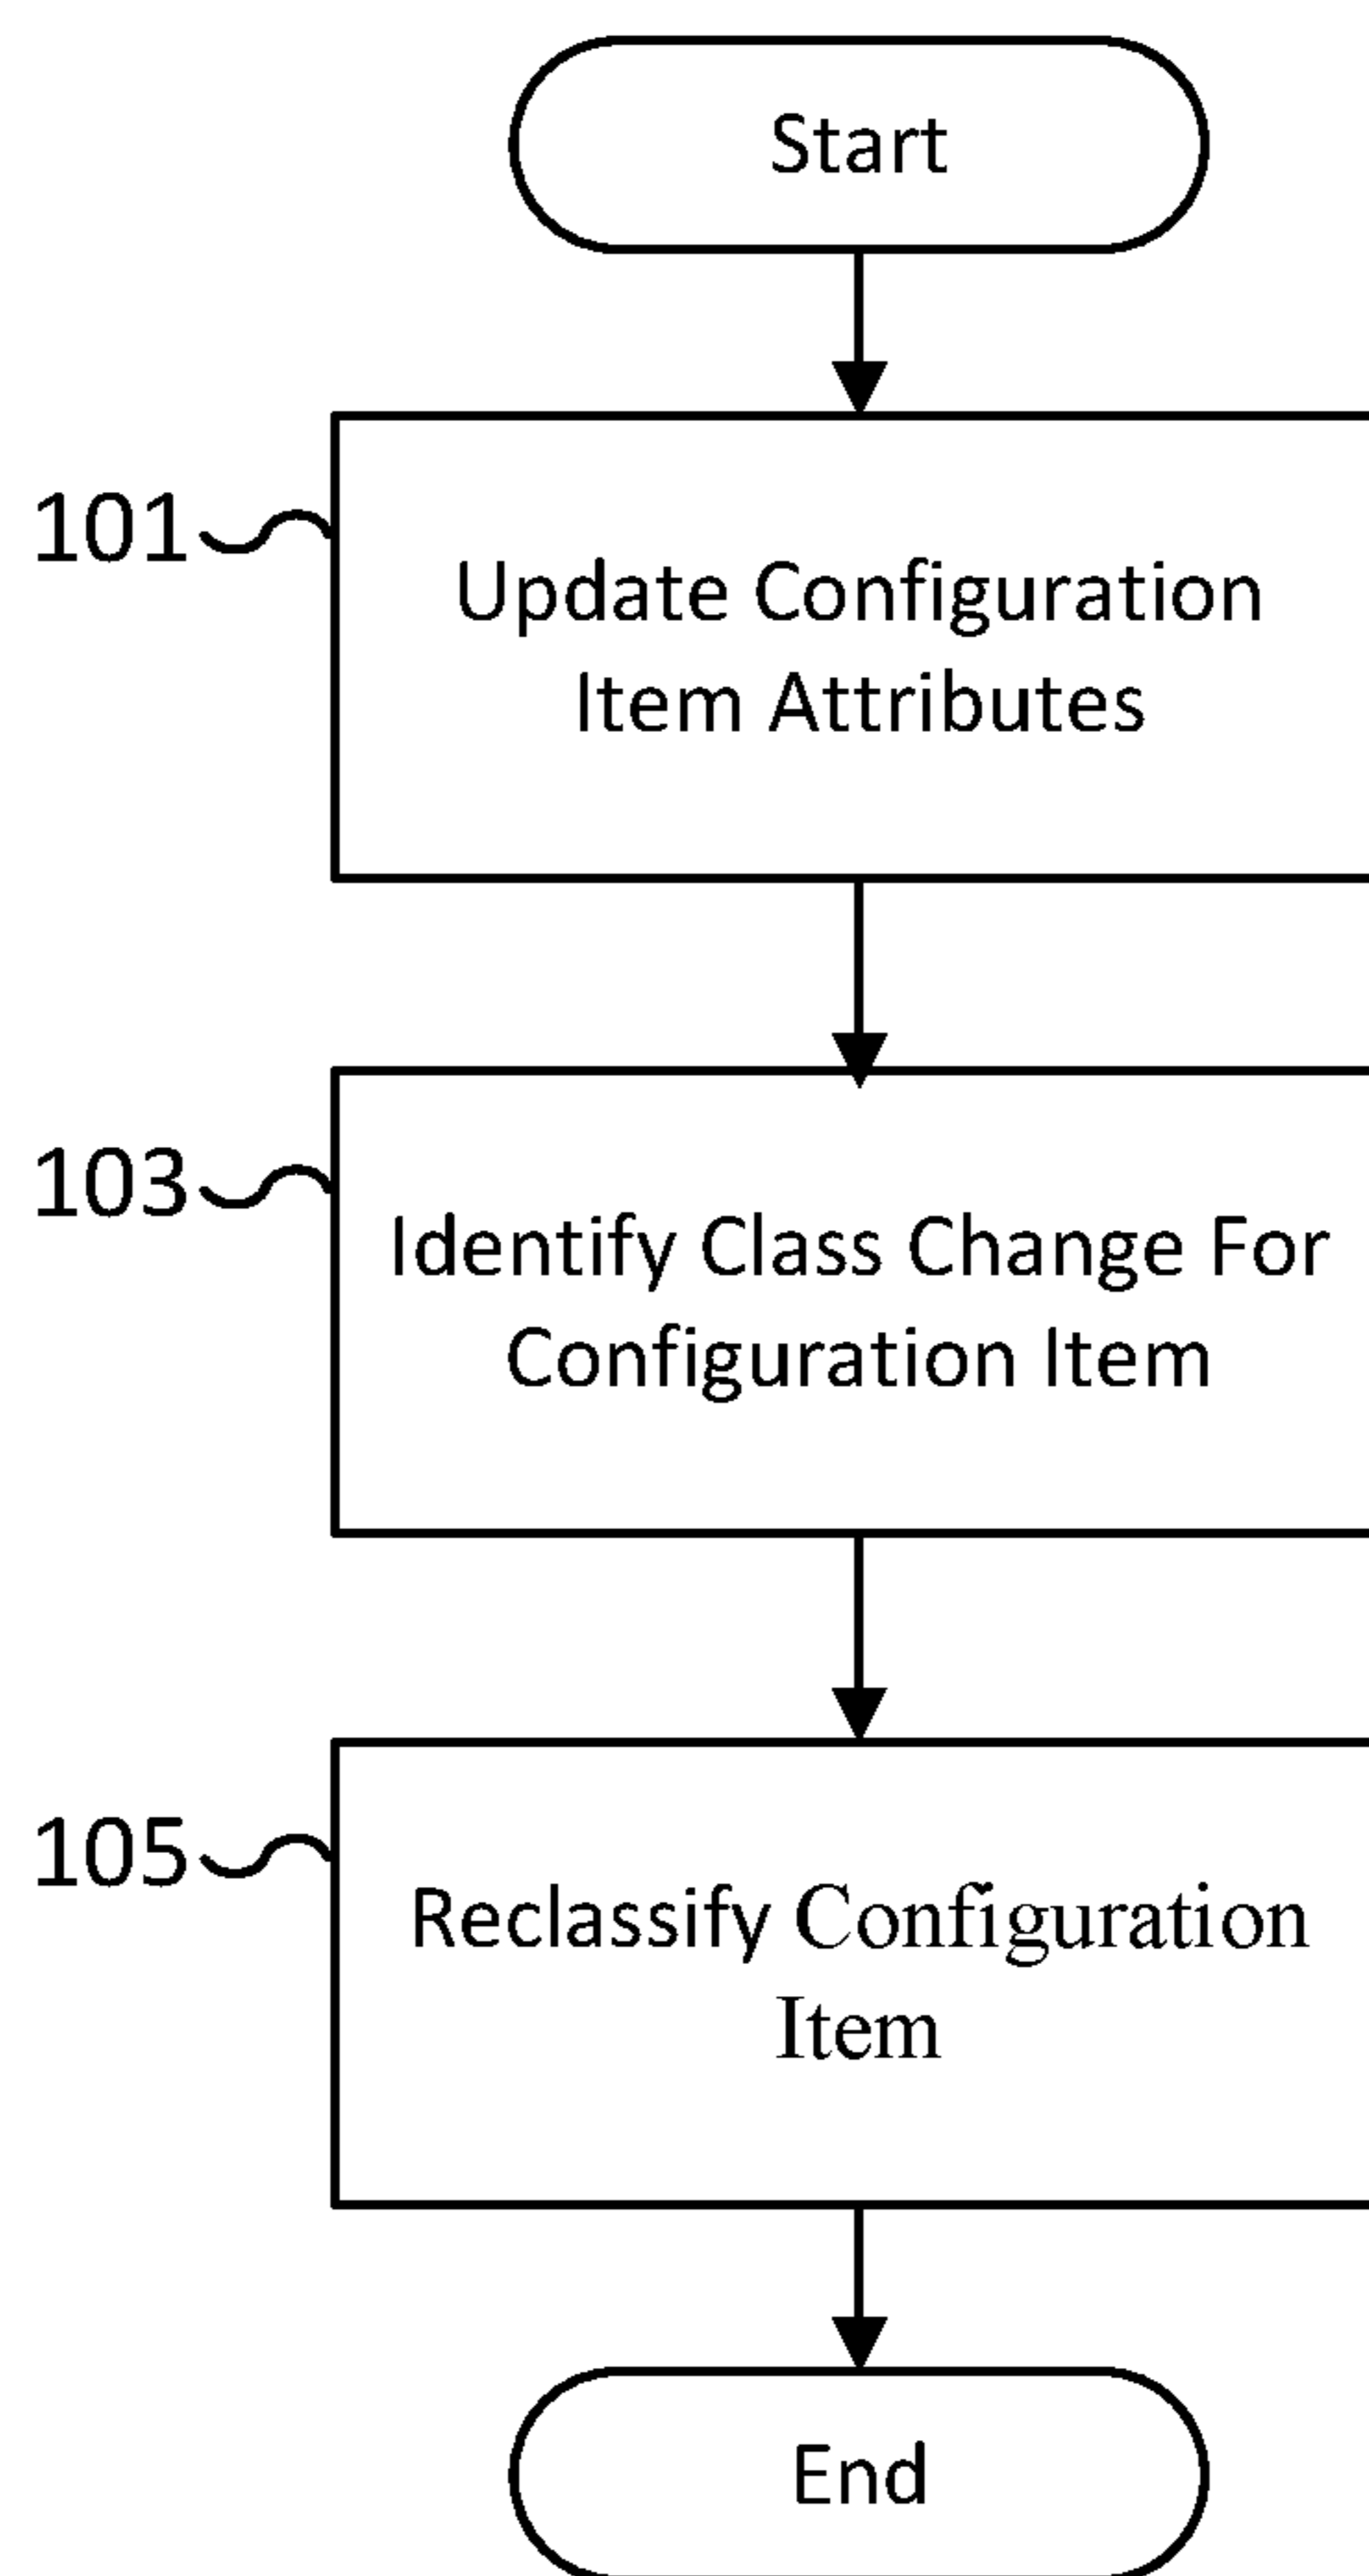 Start
101
Update Configuration
Item Attributes
103
Identify Class Change For
Configuration Item
105
Reclassify Configuration
Item
End